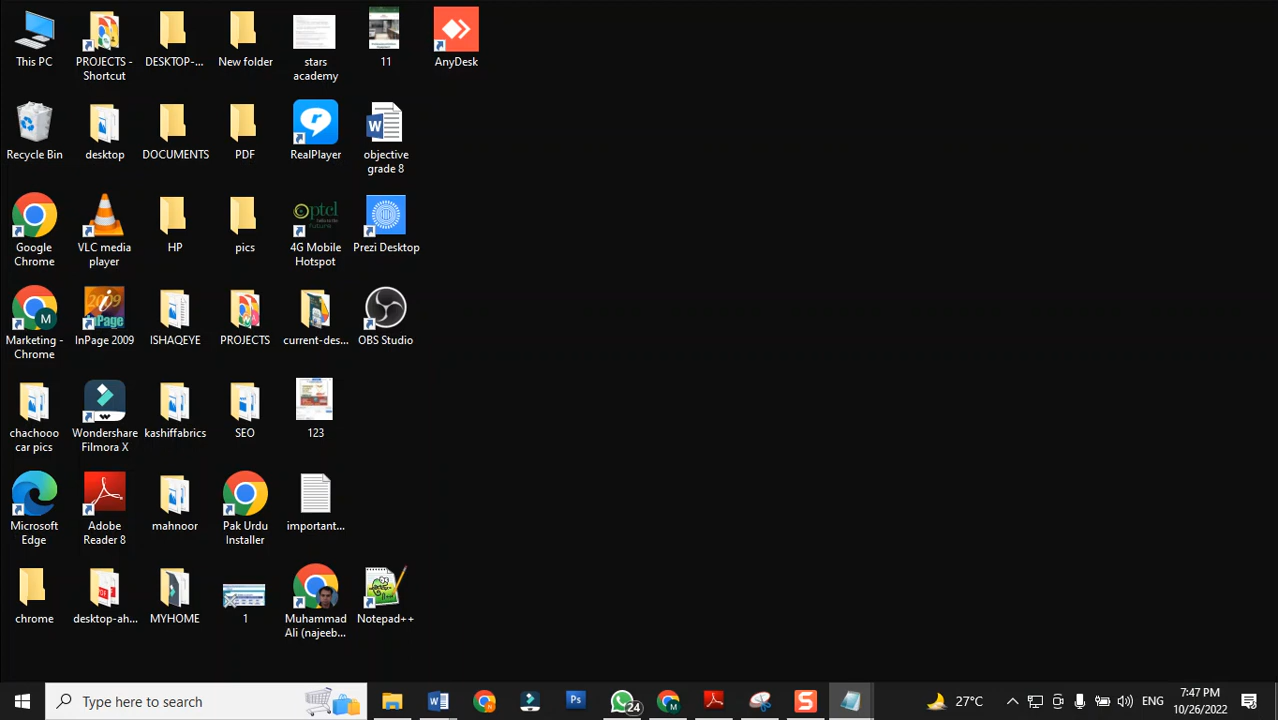 This PC
PROJECTS -
Shortcut
DESKTOP-...
New folder
stars
academy
11
AnyDesk
Recycle Bin
desktop
DOCUMENTS
PDF
RealPlayer
objective
grade 8
Google
Chrome
VLC media
player
HP
pics
ptcl
4G Mobile
Hotspot
Prezi Desktop
Marketing -
Chrome
2009
InPage
InPage 2009
ISHAQEYE
PROJECTS
current-des...
OBS Studio
chachooo
car pics
Wondershare
Filmora X
kashiffabrics
SEO
123
Microsoft
Edge
Adobe
Reader 8
mahnoor
Pak Urdu
Installer
important...
chrome
desktop-ah...
MYHOME
1
Muhammad
Ali (najeeb...
Notepad++
Type here to search
24
27°C
ENG
7:47 PM
10/26/2022